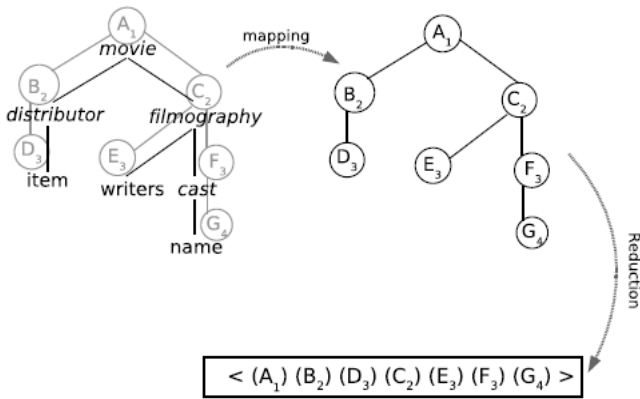 A1
movie
B2
distributor
C2
filmography
D3
item
E3
writers
F3
cast
G4
name
mapping
A1
B2
C2
D3
E3
F3
G4
Reduction
< (A1) (B2) (D3) (C2) (E3) (F3) (G4) >